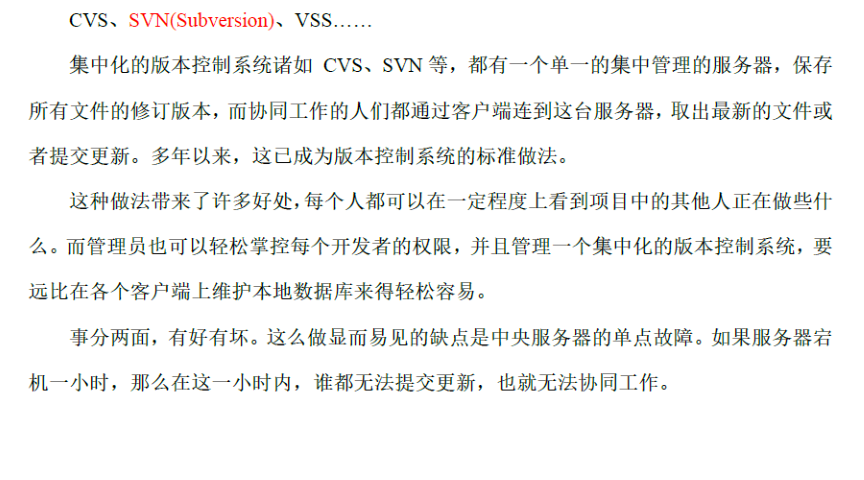 CVS、SVN(Subversion)、VSS……
集中化的版本控制系统诸如 CVS、SVN 等，都有一个单一的集中管理的服务器，保存
所有文件的修订版本，而协同工作的人们都通过客户端连到这台服务器，取出最新的文件或
者提交更新。多年以来，这已成为版本控制系统的标准做法。
这种做法带来了许多好处，每个人都可以在一定程度上看到项目中的其他人正在做些什
么。而管理员也可以轻松掌控每个开发者的权限，并且管理一个集中化的版本控制系统，要
远比在各个客户端上维护本地数据库来得轻松容易。
事分两面，有好有坏。这么做显而易见的缺点是中央服务器的单点故障。如果服务器宕
机一小时，那么在这一小时内，谁都无法提交更新，也就无法协同工作。